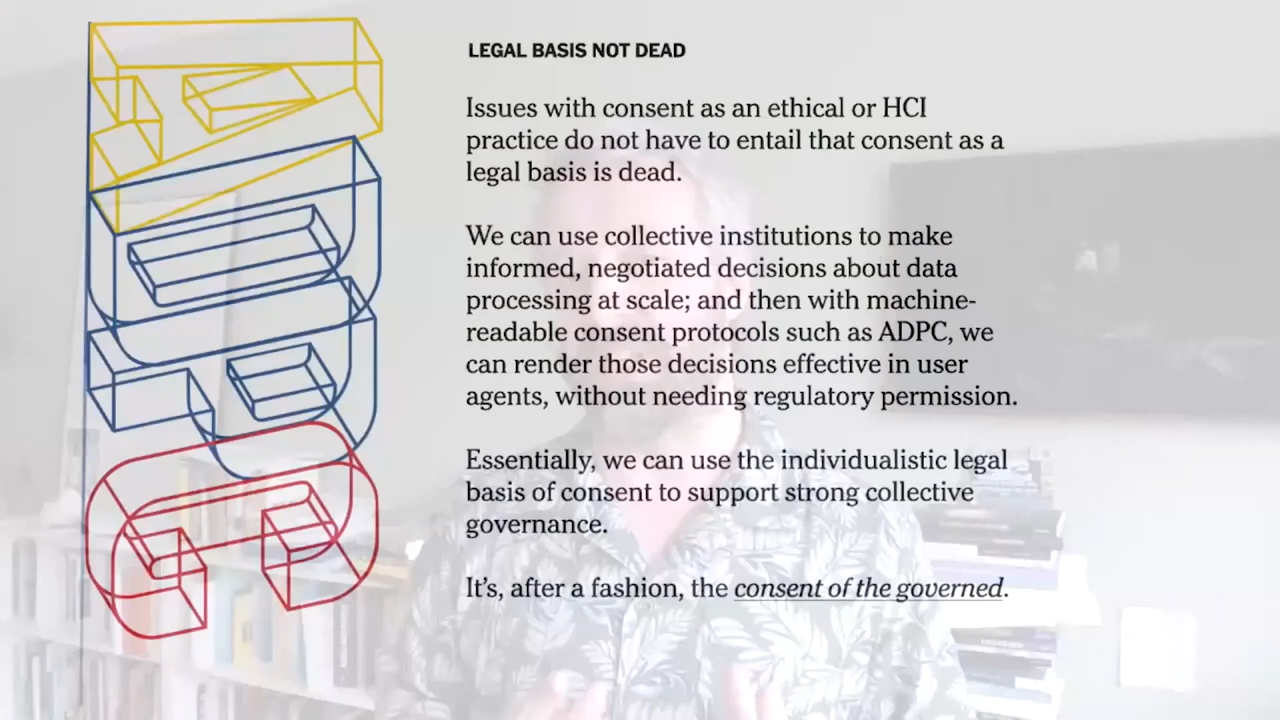 LEGAL BASIS NOT DEAD
Issues with consent as an ethical or HCI
practice do not have to entail that consent as a
legal basis is dead.
We can use collective institutions to make
informed, negotiated decisions about data
processing at scale; and then with machine-
readable consent protocols such as ADPC, we
can render those decisions effective in user
agents, without needing regulatory permission.
Essentially, we can use the individualistic legal
basis of consent to support strong collective
governance.
It’s, after a fashion, the consent of the governed.